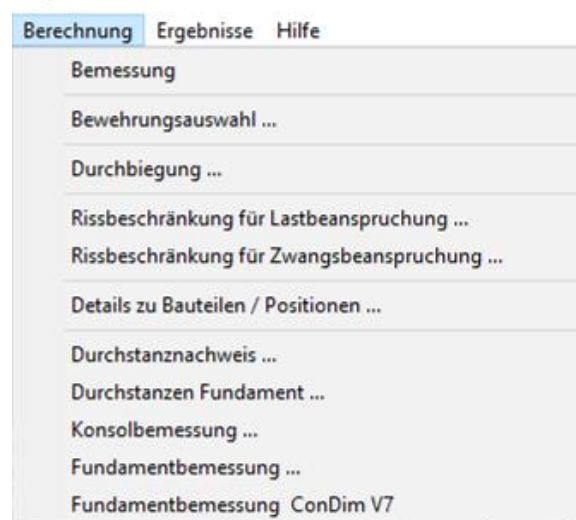 Berechnung Ergebnisse Hilfe
Bemessung
Bewehrungsauswahl ...
Durchbiegung ...
Rissbeschränkung für Lastbeanspruchung ...
Rissbeschränkung für Zwangsbeanspruchung ...
Details zu Bauteilen / Positionen ...
Durchstanznachweis ...
Durchstanzen Fundament ...
Konsolbemessung ...
Fundamentbemessung ...
Fundamentbemessung ConDim V7